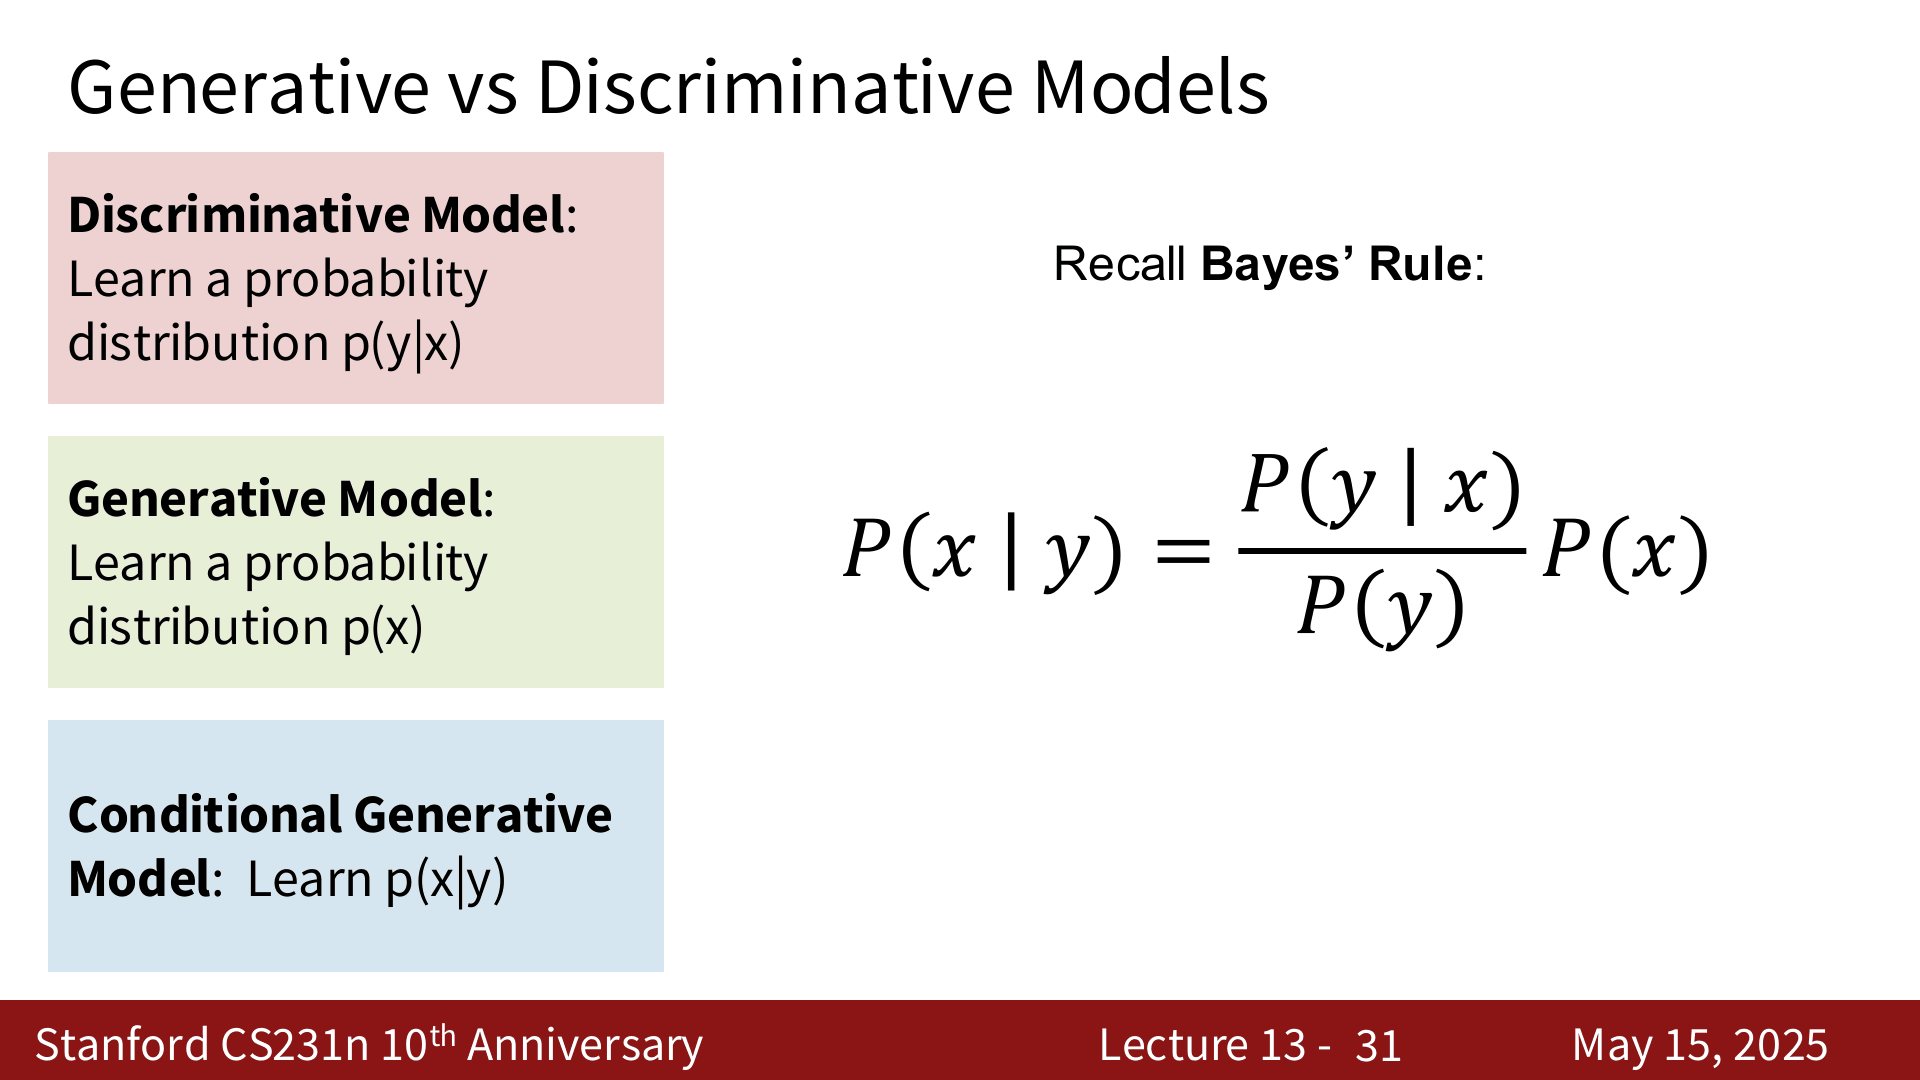 Generative vs Discriminative Models
Discriminative Model:
Learn a probability
distribution p(y|x)
Generative Model:
Learn a probability
distribution p(x)
Conditional Generative
Model:  Learn p(x|y)
Recall Bayes’ Rule:
P(x | y) = P(y | x) / P(y) P(x)
Stanford CS231n 10th Anniversary
Lecture 13 - 31
May 15, 2025